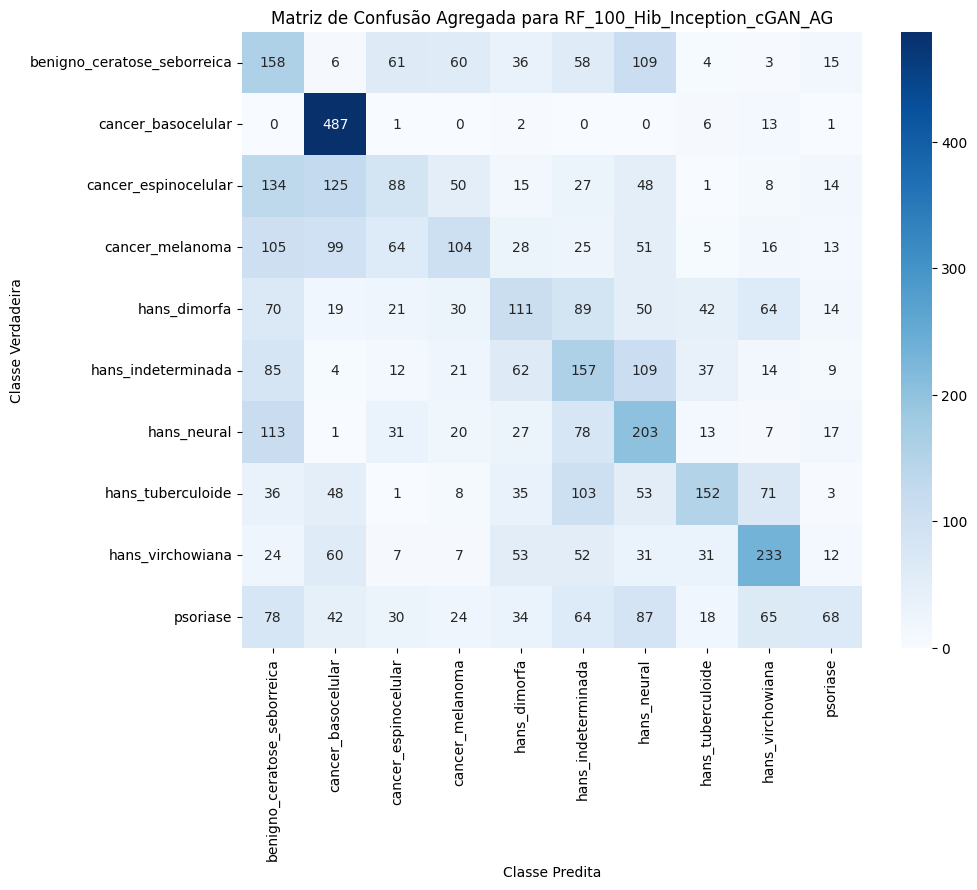 Matriz de Confusão Agregada para RF_100_Hib_Inception_cGAN_AG
Classe Verdadeira
benigno_ceratose_seborreica 158 6 61 60 36 58 109 4 3 15
cancer_basocelular 0 487 1 0 2 0 0 6 13 1
cancer_espinocelular 134 125 88 50 15 27 48 1 8 14
cancer_melanoma 105 99 64 104 28 25 51 5 16 13
hans_dimorfa 70 19 21 30 111 89 50 42 64 14
hans_indeterminada 85 4 12 21 62 157 109 37 14 9
hans_neural 113 1 31 20 27 78 203 13 7 17
hans_tuberculoide 36 48 1 8 35 103 53 152 71 3
hans_virchowiana 24 60 7 7 53 52 31 31 233 12
psoriase 78 42 30 24 34 64 87 18 65 68
benigno_ceratose_seborreica
cancer_basocelular
cancer_espinocelular
cancer_melanoma
hans_dimorfa
hans_indeterminada
hans_neural
hans_tuberculoide
hans_virchowiana
psoriase
Classe Predita
400
300
200
100
0